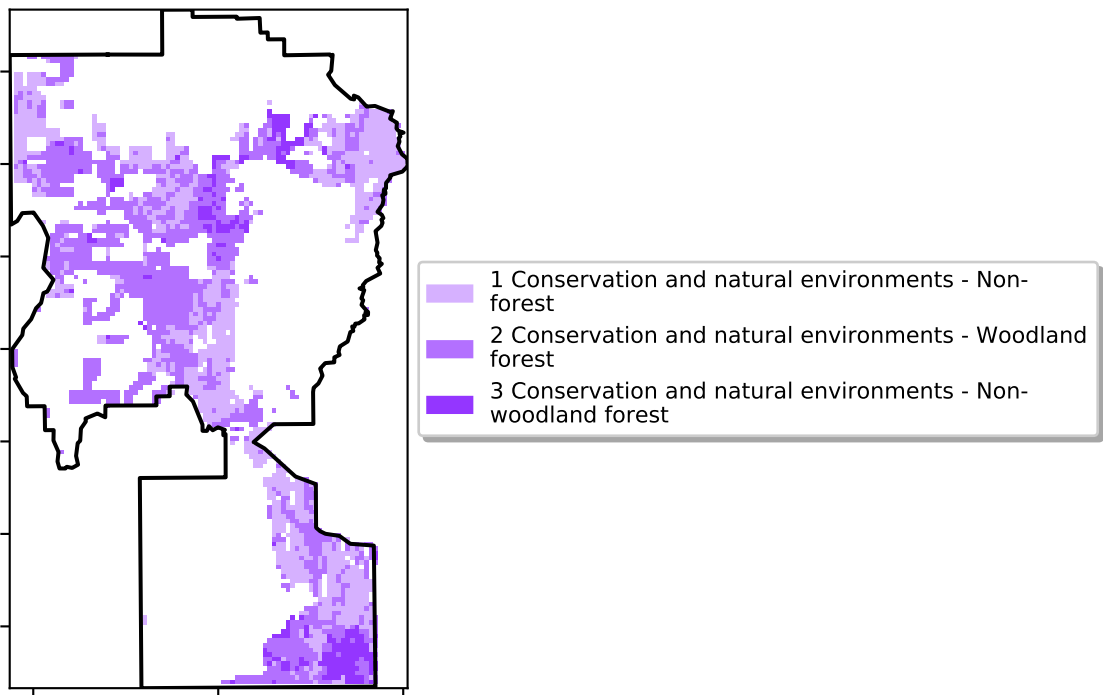 1 Conservation and natural environments - Non-
forest
2 Conservation and natural environments - Woodland
forest
3 Conservation and natural environments - Non-
woodland forest